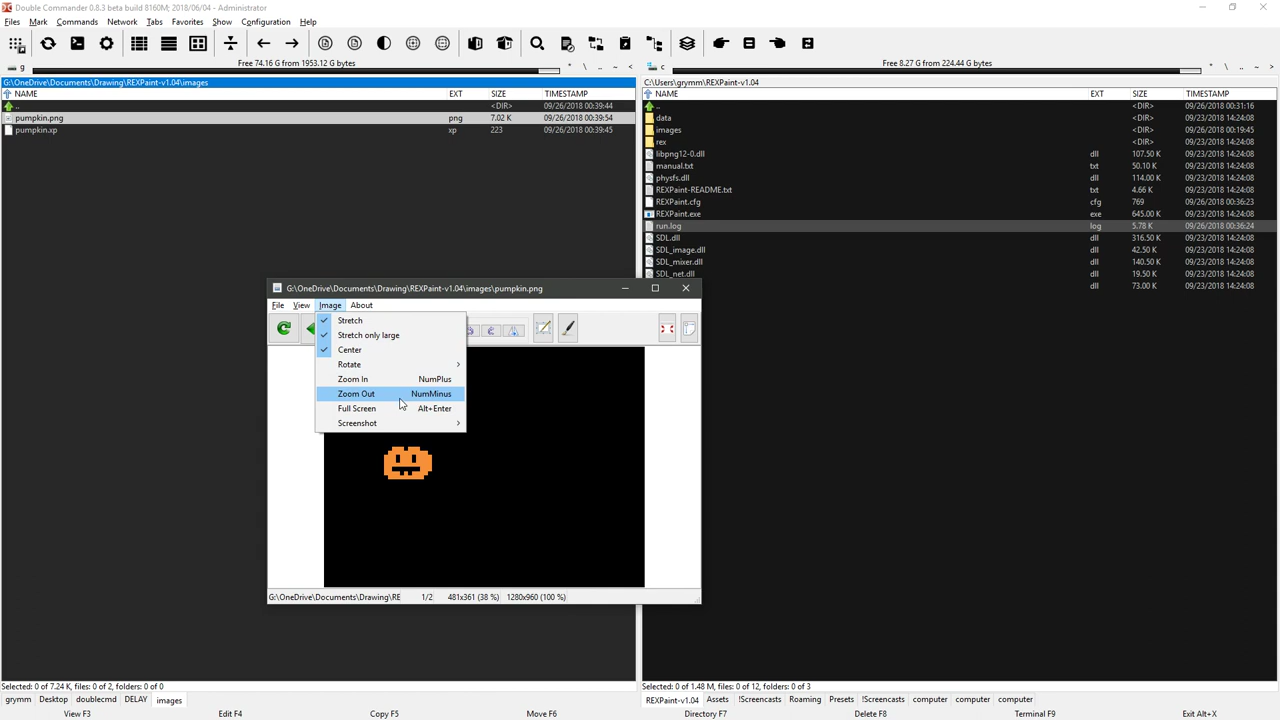 Double Commander 0.8.3 beta build 8160M; 2018/06/04 - Administrator
Files Mark Commands Network Tabs Favorites Show Configuration Help
g Free 74.16 G from 1953.12 G bytes * \ .. ~ <
c Free 8.27 G from 224.44 G bytes * \ .. ~ >
G:\OneDrive\Documents\Drawing\REXPaint-v1.04\images
NAME EXT SIZE TIMESTAMP
.. <DIR> 09/26/2018 00:39:44
pumpkin.png png 7.02 K 09/26/2018 00:39:54
pumpkin.xp xp 223 09/26/2018 00:39:45
C:\Users\grymm\REXPaint-v1.04
NAME EXT SIZE TIMESTAMP
.. <DIR> 09/26/2018 00:31:16
data <DIR> 09/23/2018 14:24:08
images <DIR> 09/26/2018 00:19:45
rex <DIR> 09/23/2018 14:24:08
libpng12-0.dll dll 107.50 K 09/23/2018 14:24:08
manual.txt txt 50.10 K 09/23/2018 14:24:08
physfs.dll dll 114.00 K 09/23/2018 14:24:08
REXPaint-README.txt txt 4.66 K 09/23/2018 14:24:08
REXPaint.cfg cfg 769 09/26/2018 00:36:23
REXPaint.exe exe 645.00 K 09/23/2018 14:24:08
run.log log 5.78 K 09/26/2018 00:36:24
SDL.dll dll 316.50 K 09/23/2018 14:24:08
SDL_image.dll dll 42.50 K 09/23/2018 14:24:08
SDL_mixer.dll dll 140.50 K 09/23/2018 14:24:08
SDL_net.dll dll 19.50 K 09/23/2018 14:24:08
dll 73.00 K 09/23/2018 14:24:08
G:\OneDrive\Documents\Drawing\REXPaint-v1.04\images\pumpkin.png
File View Image About
Stretch
Stretch only large
Center
Rotate
Zoom In NumPlus
Zoom Out NumMinus
Full Screen Alt+Enter
Screenshot
G:\OneDrive\Documents\Drawing\RE 1/2 481x361 (38 %) 1280x960 (100 %)
Selected: 0 of 7.24 K, files: 0 of 2, folders: 0 of 0
Selected: 0 of 1.48 M, files: 0 of 12, folders: 0 of 3
grymm Desktop doublecmd DELAY images
REXPaint-v1.04 Assets !Screencasts Roaming Presets !Screencasts computer computer computer
View F3 Edit F4 Copy F5 Move F6 Directory F7 Delete F8 Terminal F9 Exit Alt+X